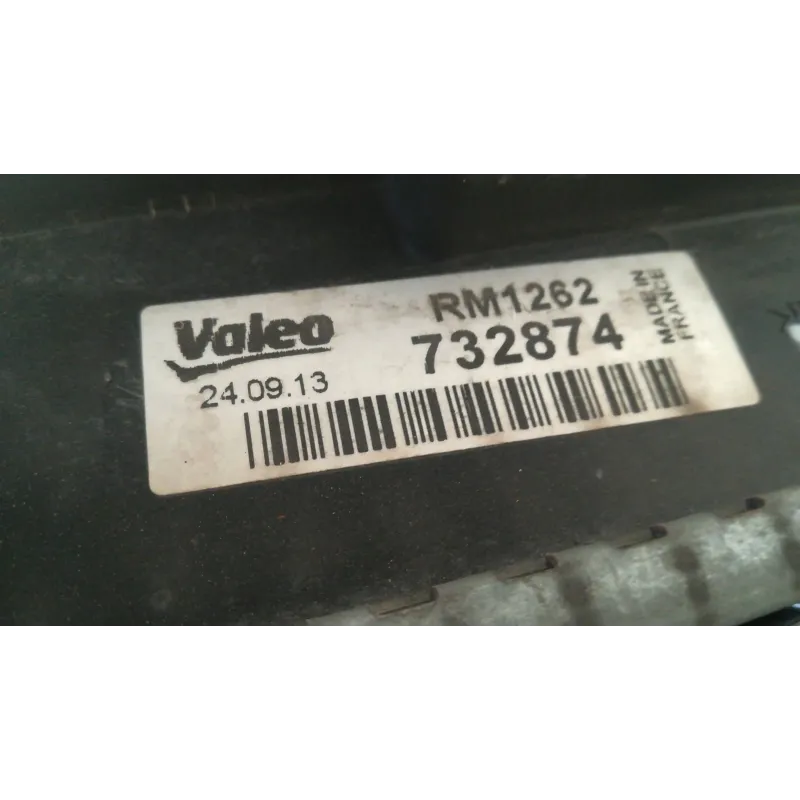 Valeo
RM1262
732874
24.09.13
MADE IN
FRANCE